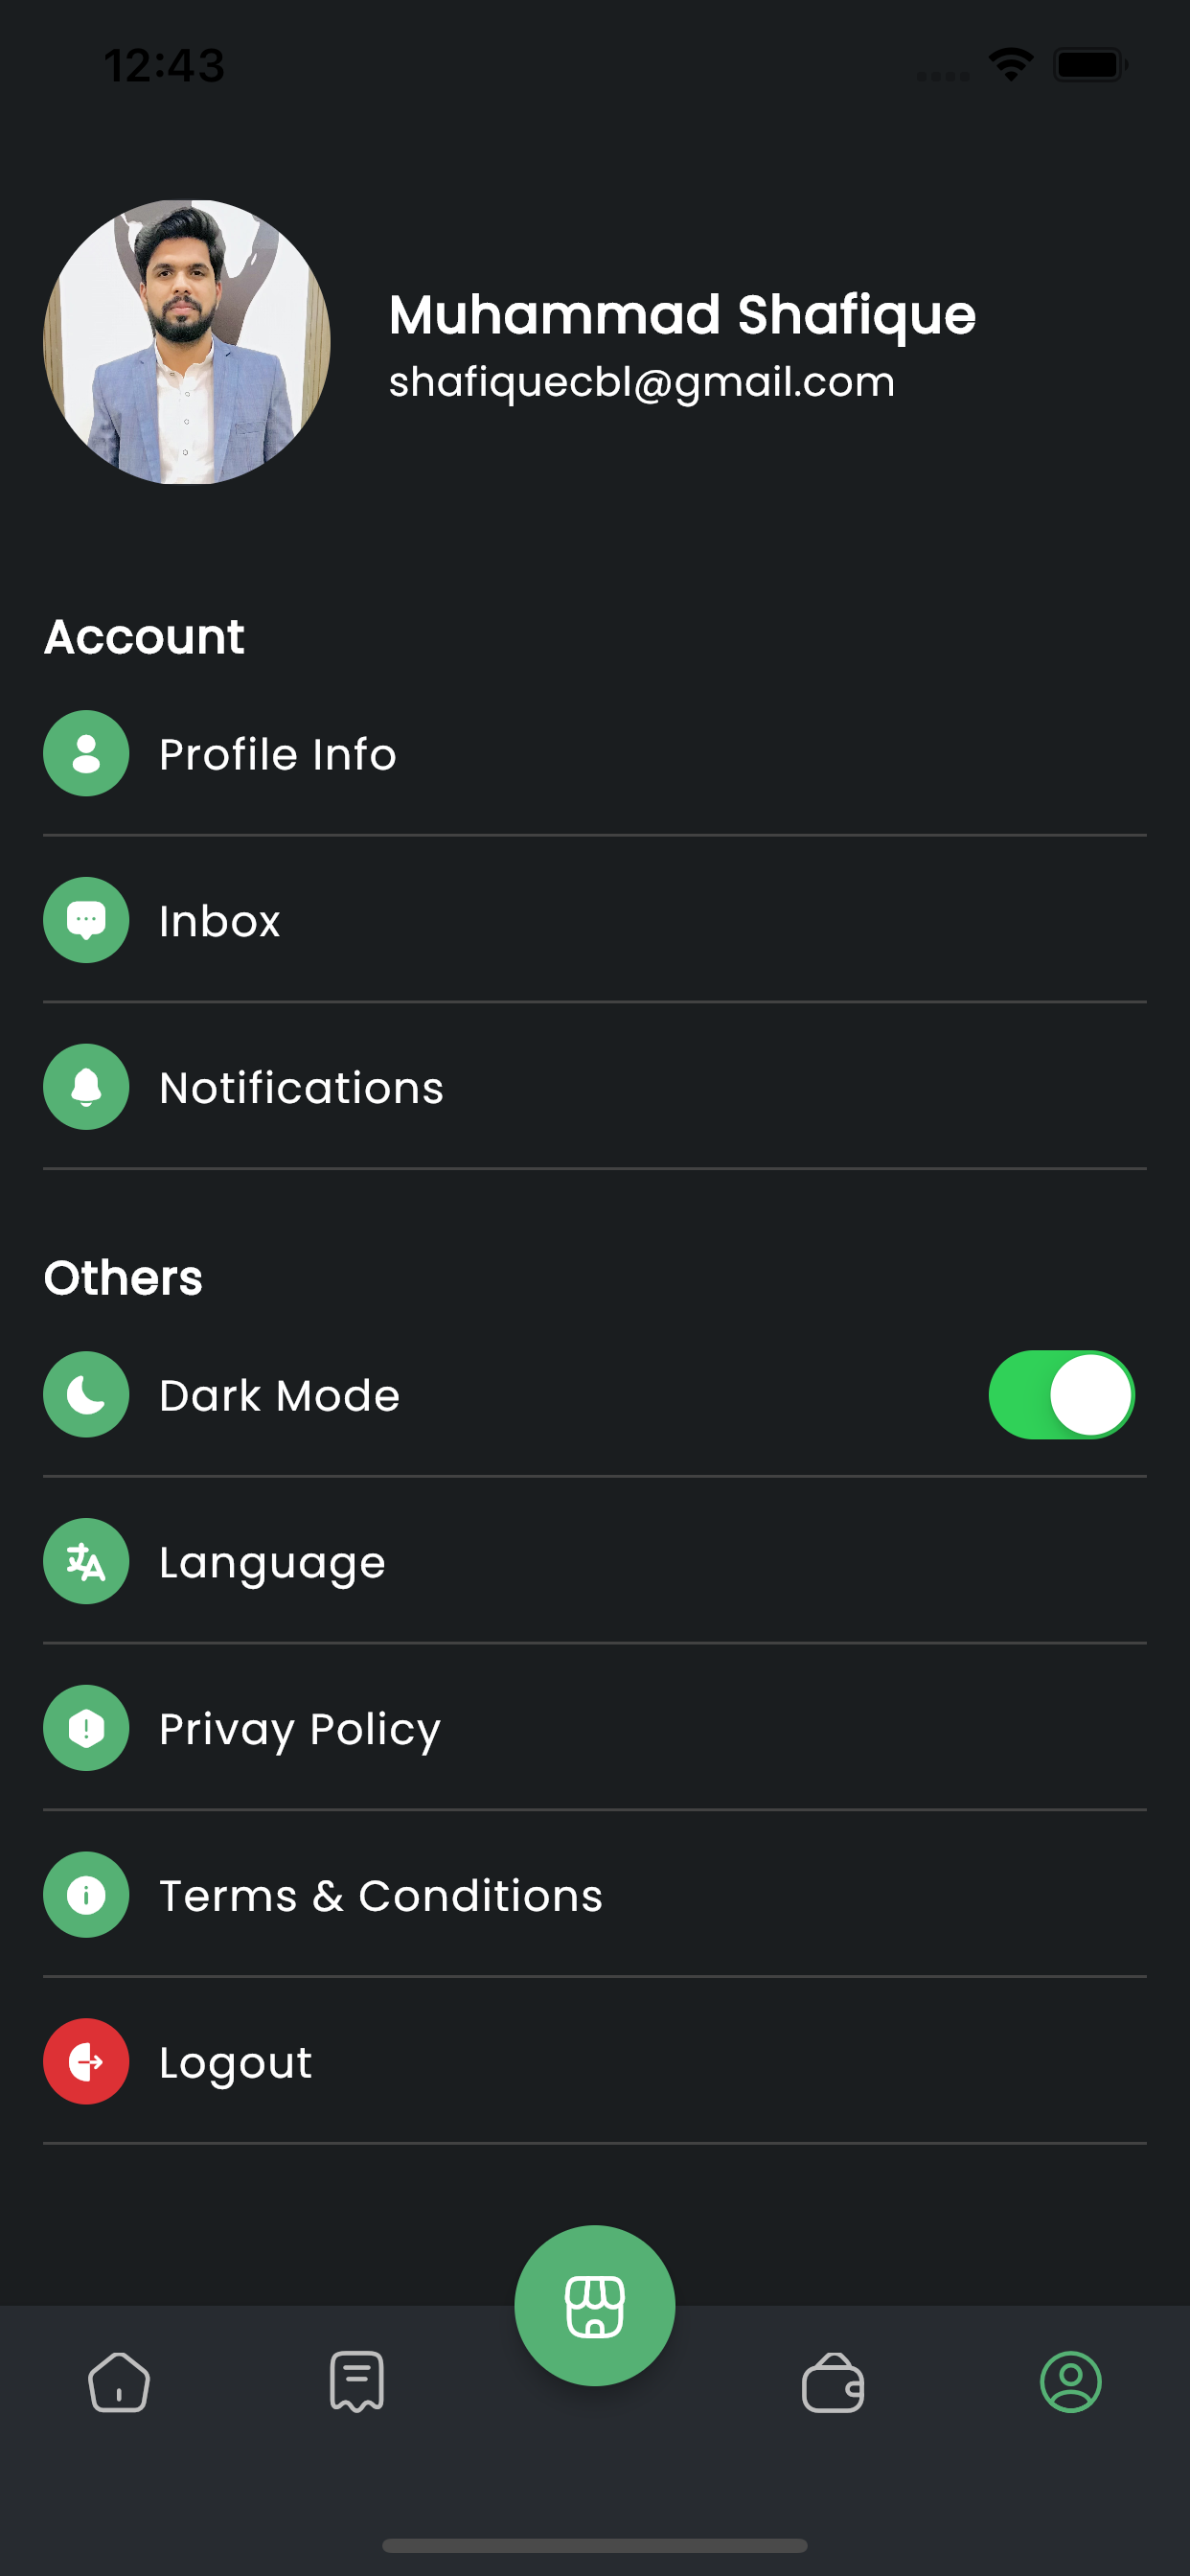 12:43
Muhammad Shafique
shafiquecbl@gmail.com
Account
Profile Info
Inbox
Notifications
Others
Dark Mode
Language
Privay Policy
Terms & Conditions
Logout